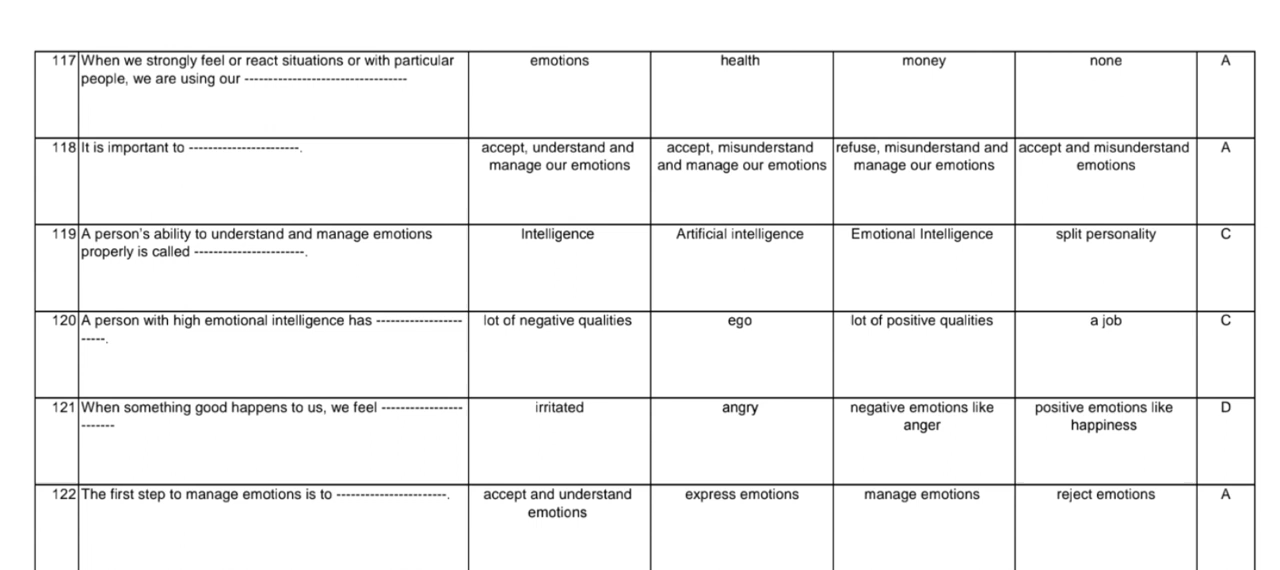 117 When we strongly feel or react situations or with particular people, we are using our ---------------------------------- emotions health money none A
118 It is important to -----------------------. accept, understand and manage our emotions accept, misunderstand and manage our emotions refuse, misunderstand and manage our emotions accept and misunderstand emotions A
119 A person's ability to understand and manage emotions properly is called -----------------------. Intelligence Artificial intelligence Emotional Intelligence split personality C
120 A person with high emotional intelligence has ------------------ -----. lot of negative qualities ego lot of positive qualities a job C
121 When something good happens to us, we feel ----------------- ------- irritated angry negative emotions like anger positive emotions like happiness D
122 The first step to manage emotions is to -----------------------. accept and understand emotions express emotions manage emotions reject emotions A